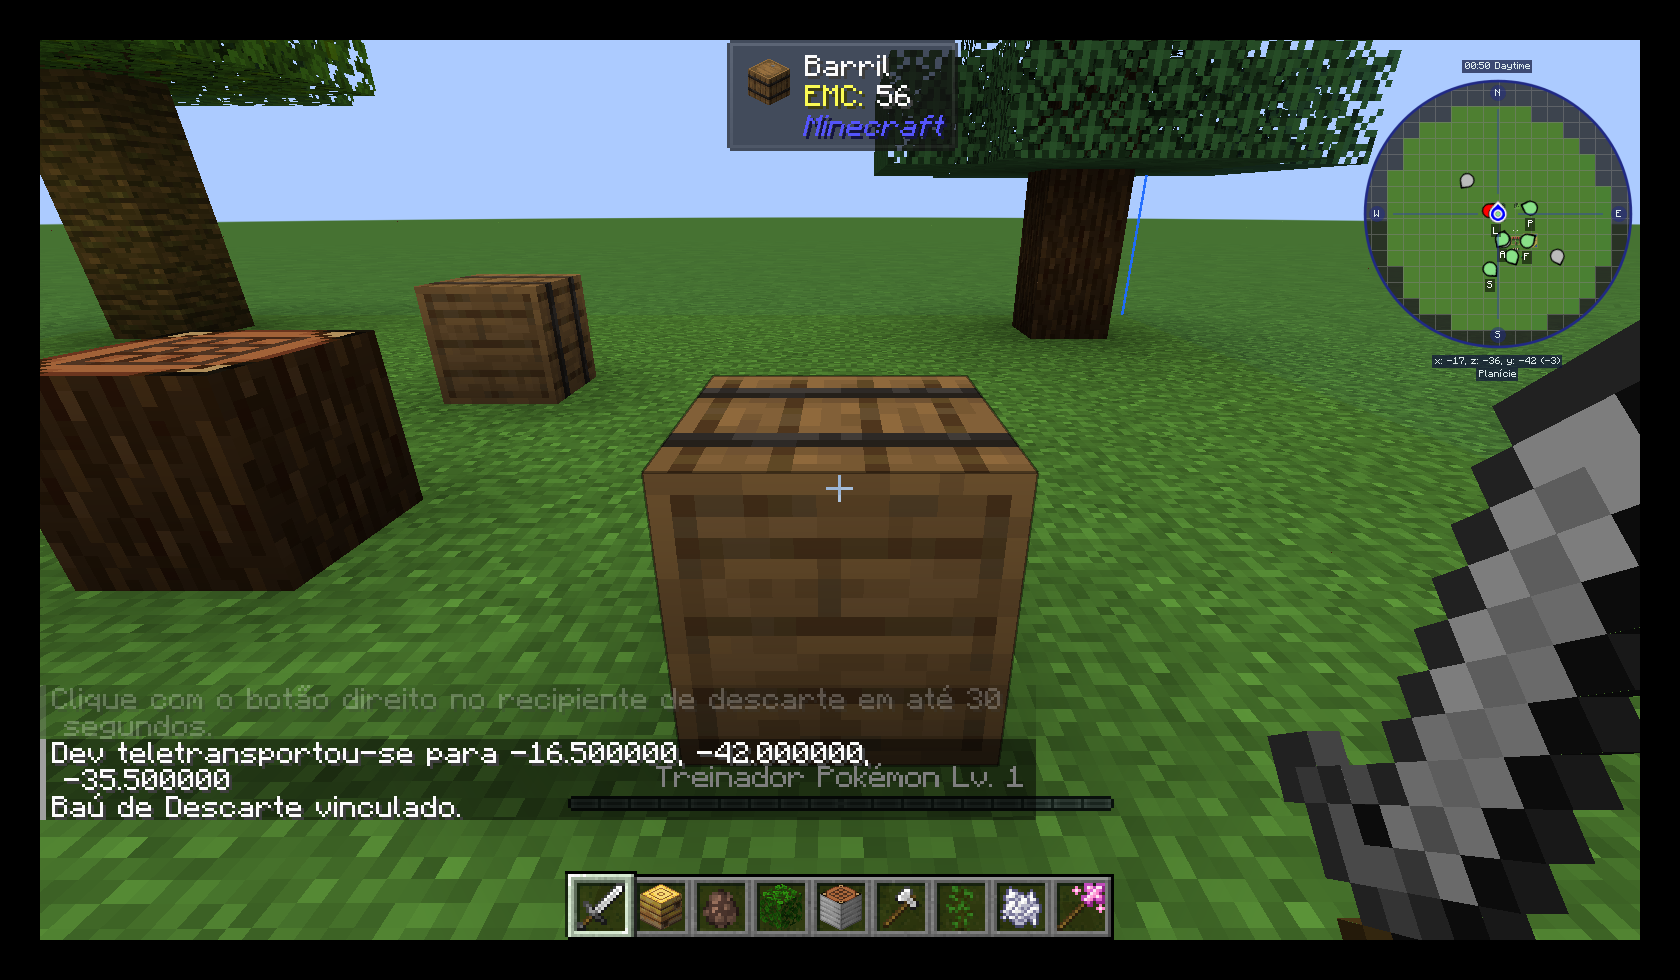 Barril
EMC: 56
Minecraft
00:50 Daytime
N
W
E
P
L
A
F
S
S
x: -17, z: -36, y: -42 (-3)
Planície
Clique com o botão direito no recipiente de descarte em até 30
segundos.
Dev teletransportou-se para -16.500000, -42.000000,
-35.500000
Treinador Pokémon Lv. 1
Baú de Descarte vinculado.